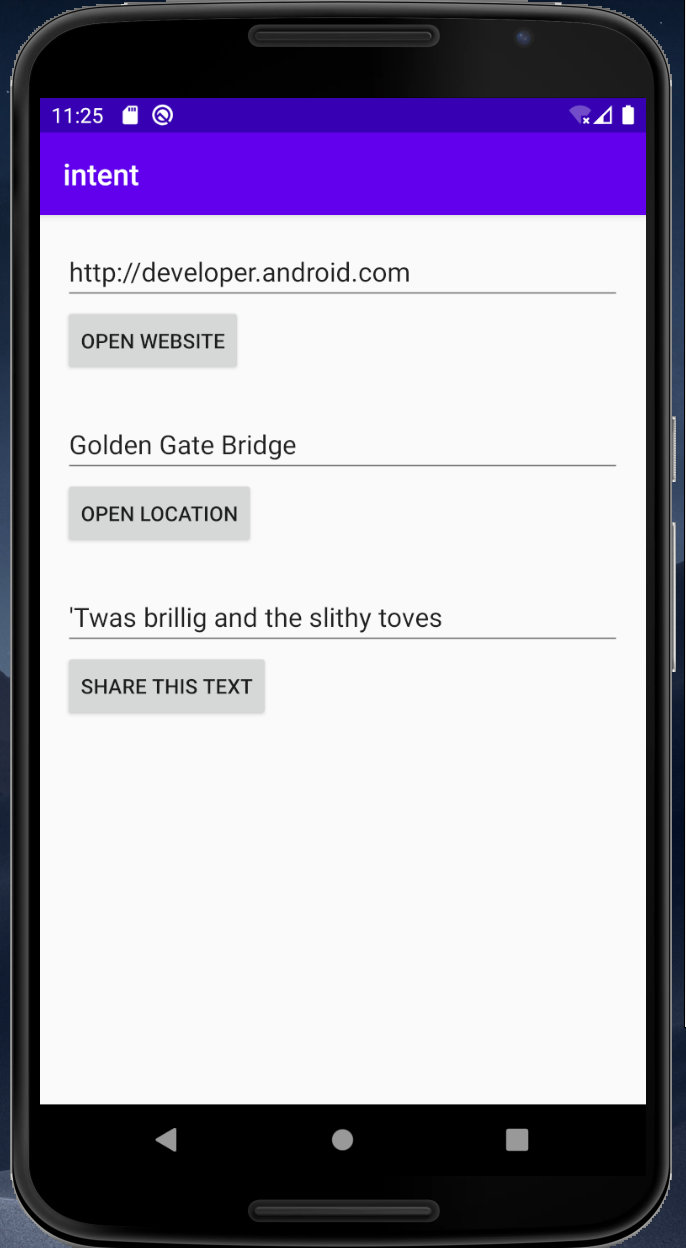 11:25
intent
http://developer.android.com
OPEN WEBSITE
Golden Gate Bridge
OPEN LOCATION
'Twas brillig and the slithy toves
SHARE THIS TEXT